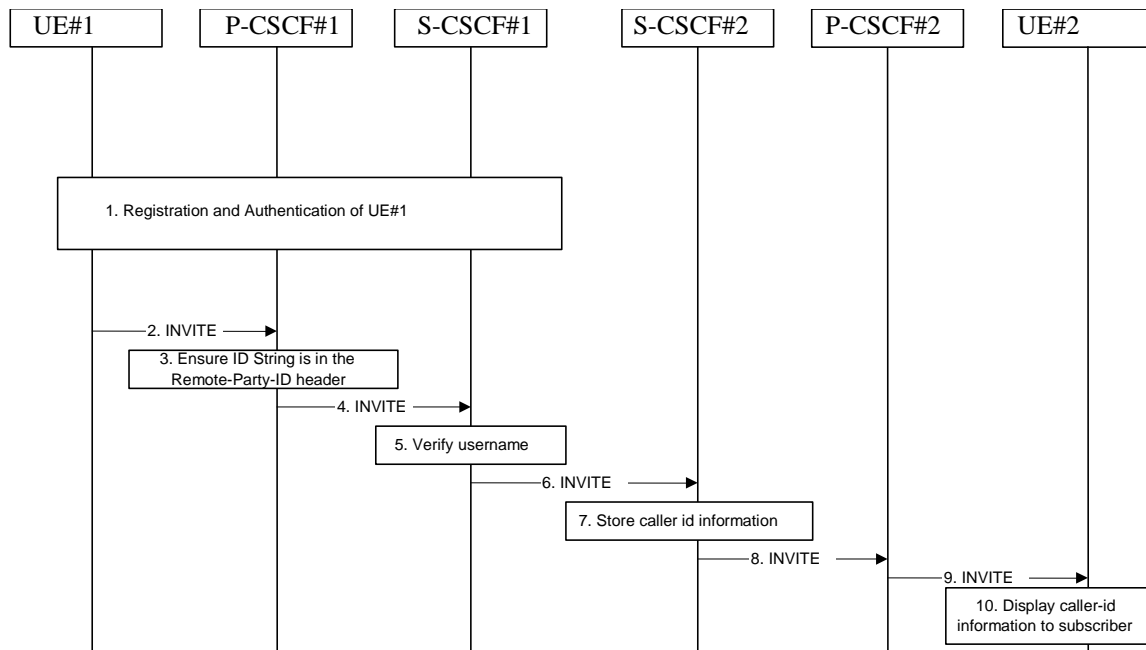 UE#1
P-CSCF#1
S-CSCF#1
S-CSCF#2
P-CSCF#2
UE#2
1. Registration and Authentication of UE#1
2. INVITE
3. Ensure ID String is in the
Remote-Party-ID header
4. INVITE
5. Verify username
6. INVITE
7. Store caller id information
8. INVITE
9. INVITE
10. Display caller-id
information to subscriber